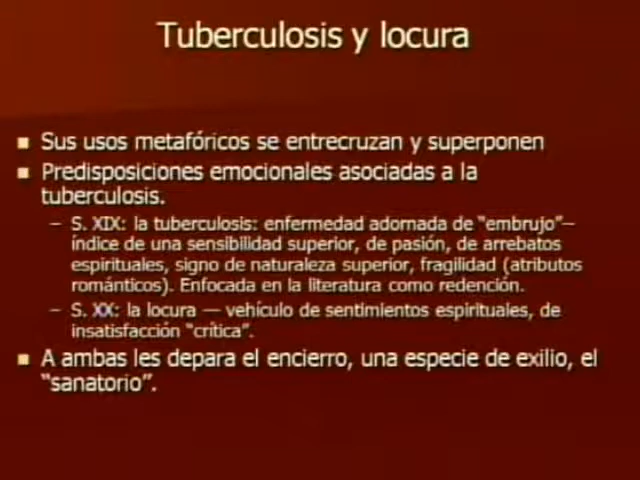 Tuberculosis y locura
■ Sus usos metafóricos se entrecruzan y superponen
■ Predisposiciones emocionales asociadas a la
tuberculosis.
– S. XIX: la tuberculosis: enfermedad adornada de “embrujo”–
índice de una sensibilidad superior, de pasión, de arrebatos
espirituales, signo de naturaleza superior, fragilidad (atributos
románticos). Enfocada en la literatura como redención.
– S. XX: la locura — vehículo de sentimientos espirituales, de
insatisfacción “crítica”.
■ A ambas les depara el encierro, una especie de exilio, el
“sanatorio”.